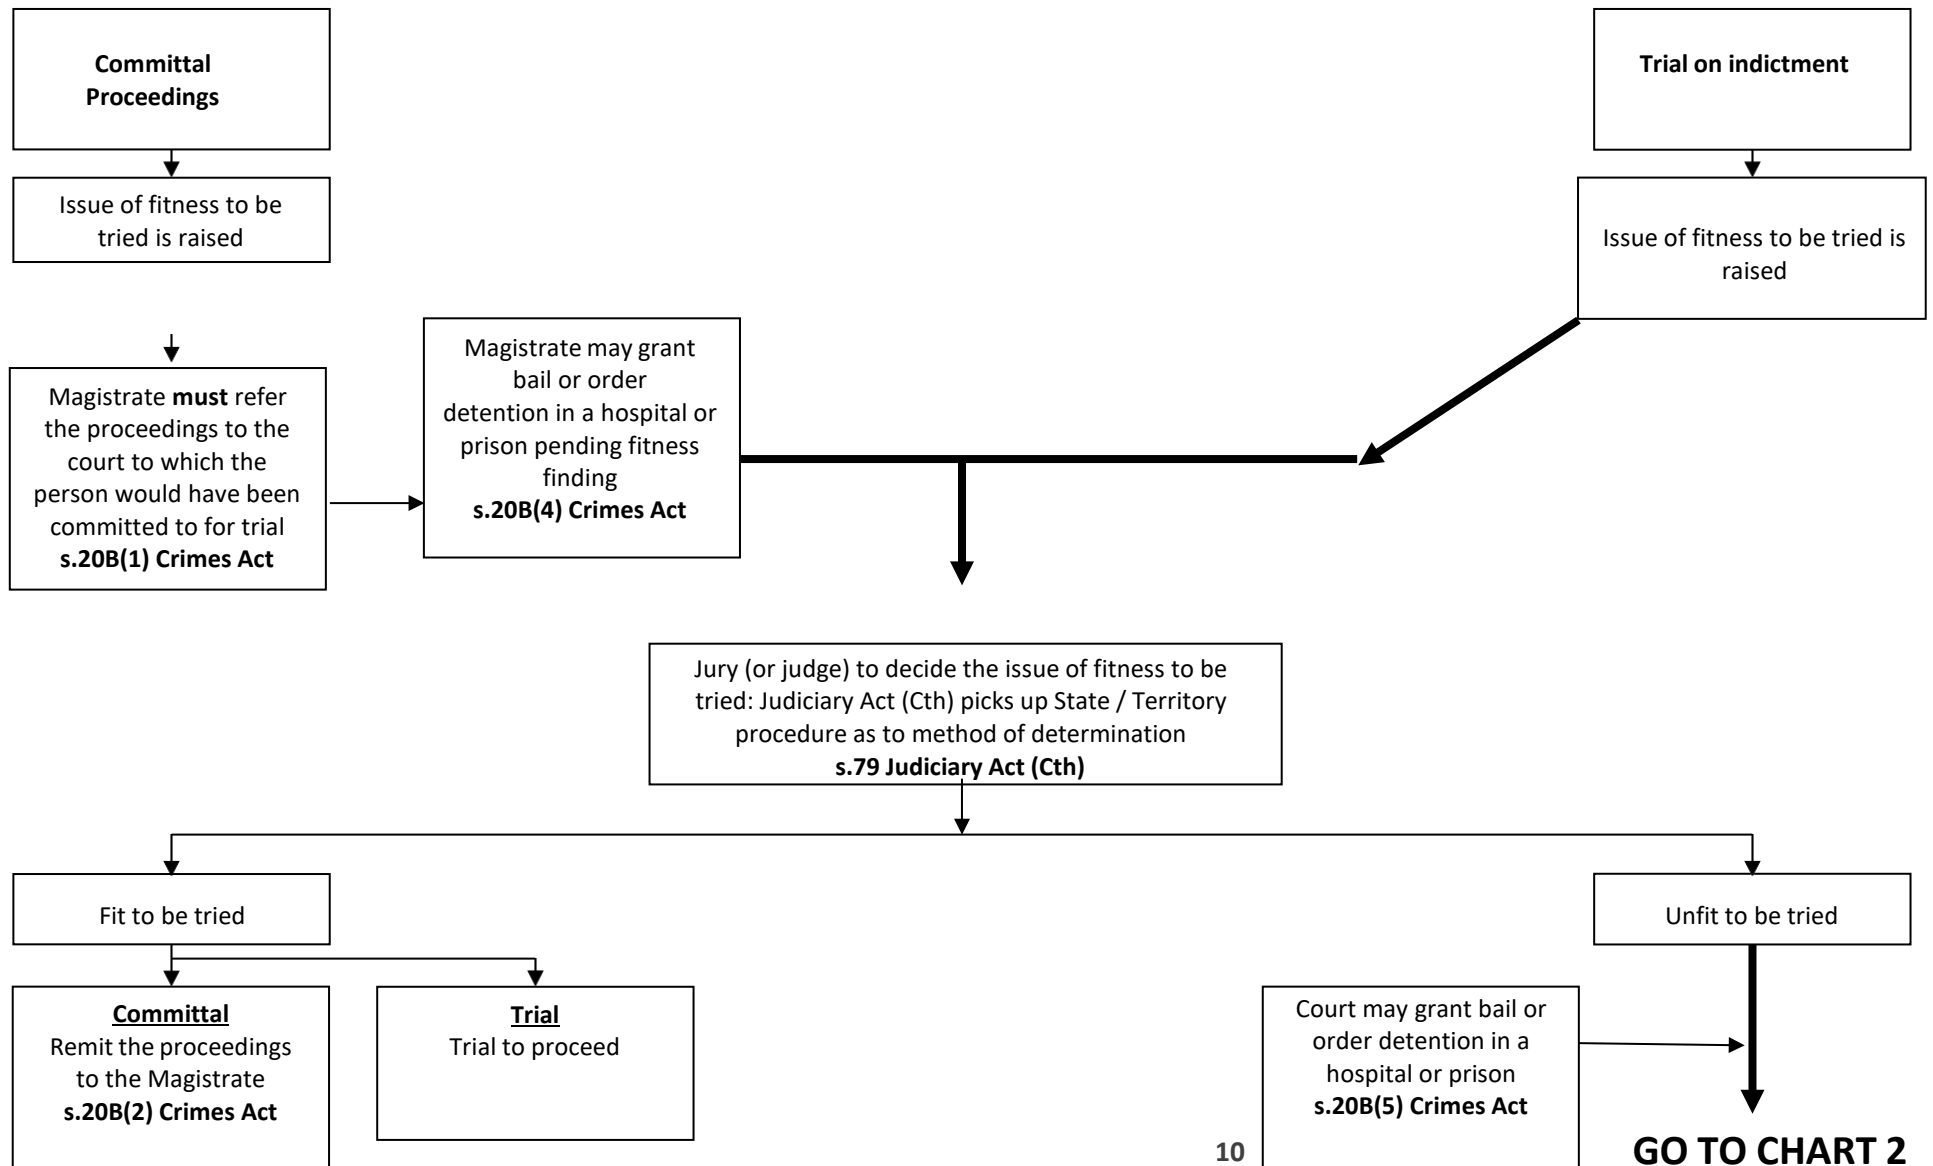 Committal
Proceedings
Trial on indictment
Issue of fitness to be
tried is raised
Issue of fitness to be tried is
raised
Magistrate must refer
the proceedings to the
court to which the
person would have been
committed to for trial
s.20B(1) Crimes Act
Magistrate may grant
bail or order
detention in a hospital or
prison pending fitness
finding
s.20B(4) Crimes Act
Jury (or judge) to decide the issue of fitness to be
tried: Judiciary Act (Cth) picks up State / Territory
procedure as to method of determination
s.79 Judiciary Act (Cth)
Fit to be tried
Unfit to be tried
Committal
Remit the proceedings
to the Magistrate
s.20B(2) Crimes Act
Trial
Trial to proceed
Court may grant bail or
order detention in a
hospital or prison
s.20B(5) Crimes Act
10
GO TO CHART 2